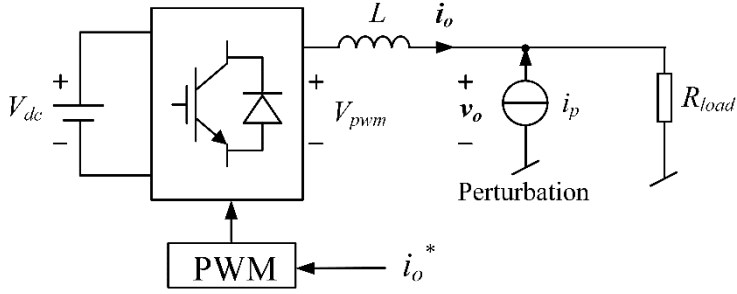 L
i_o
+
V_dc
−
+
V_pwm
−
+
v_o
−
i_p
R_load
Perturbation
PWM
i_o*